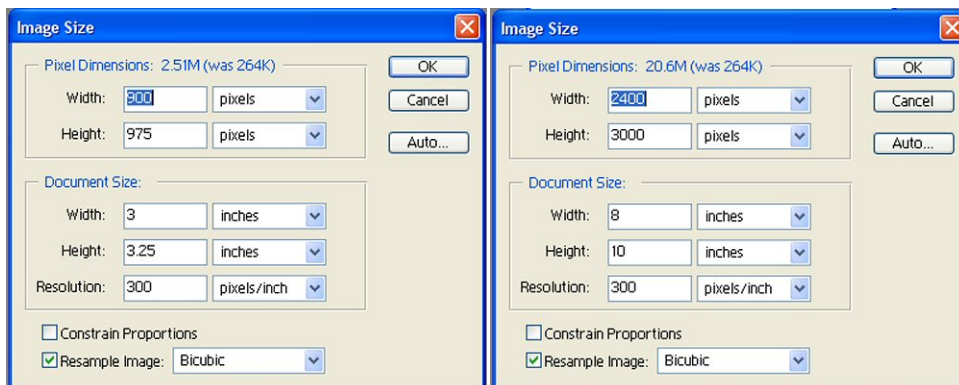 Image Size
Pixel Dimensions: 2.51M (was 264K)
Width: 900 pixels
Height: 975 pixels
Document Size:
Width: 3 inches
Height: 3.25 inches
Resolution: 300 pixels/inch
Constrain Proportions
Resample Image: Bicubic
OK
Cancel
Auto...
Image Size
Pixel Dimensions: 20.6M (was 264K)
Width: 2400 pixels
Height: 3000 pixels
Document Size:
Width: 8 inches
Height: 10 inches
Resolution: 300 pixels/inch
Constrain Proportions
Resample Image: Bicubic
OK
Cancel
Auto...